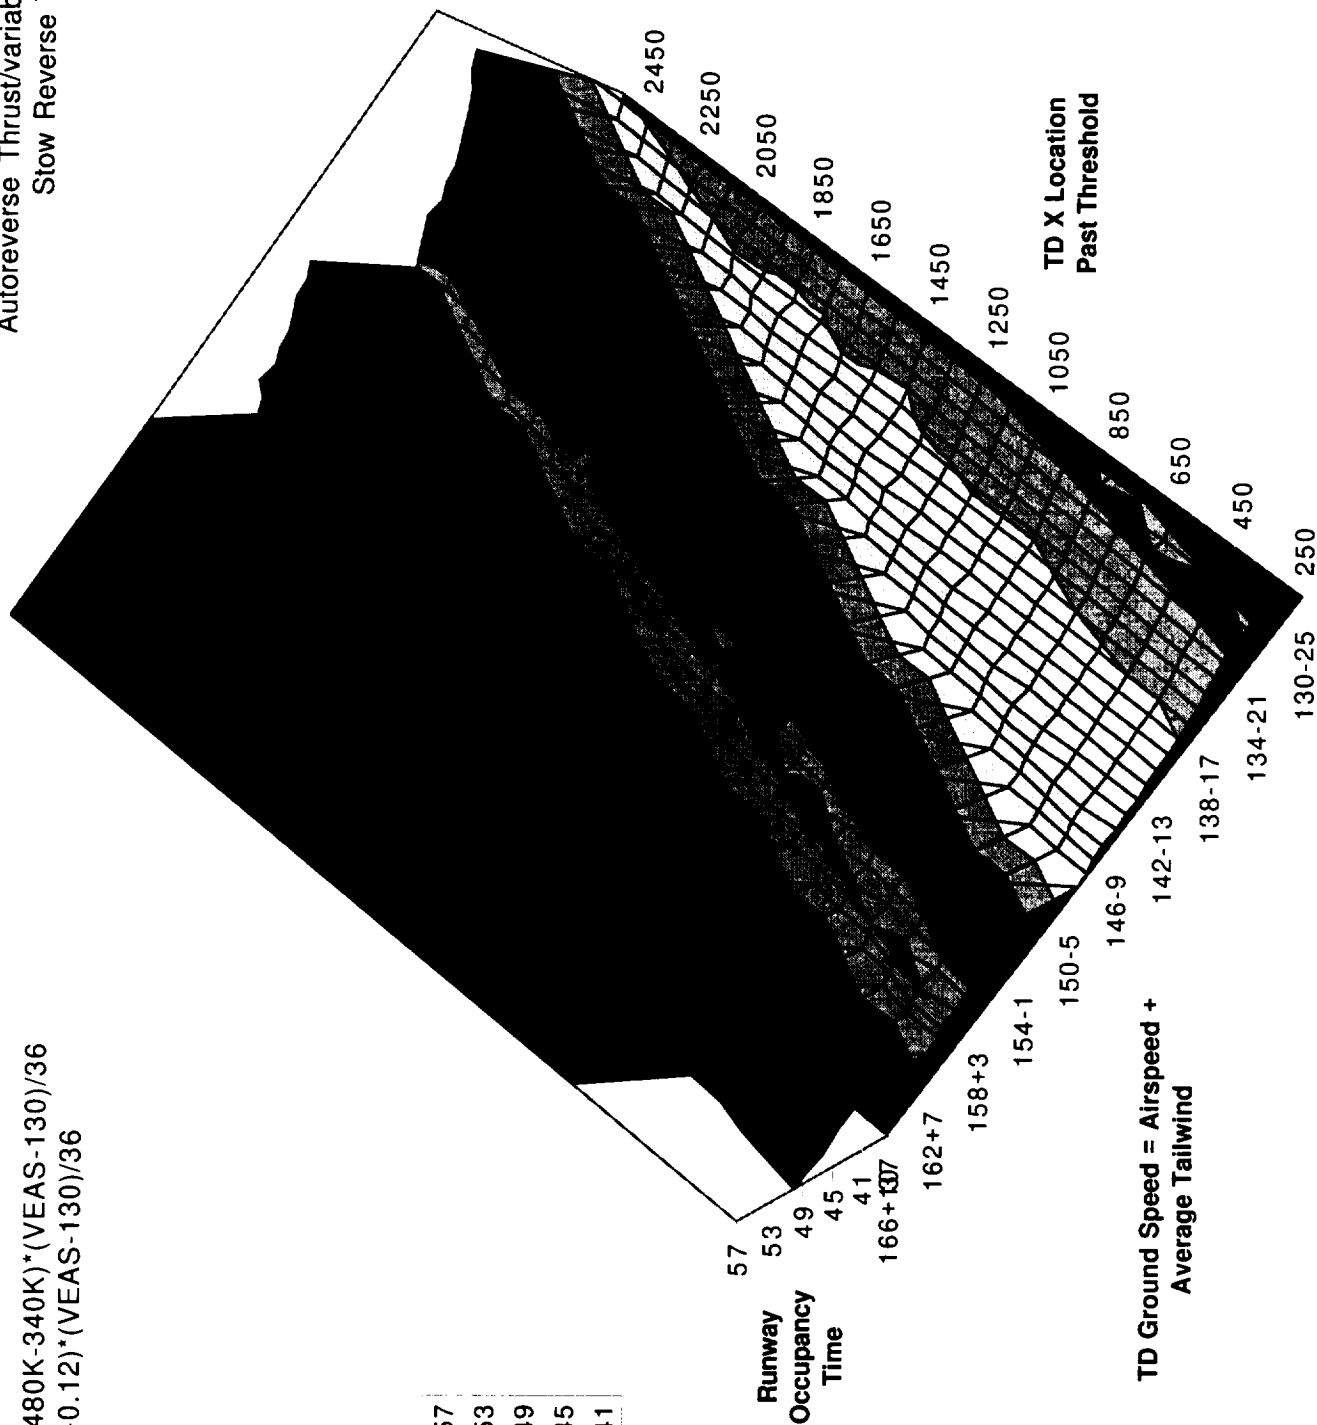 Autoreverse Thrust/variab
Stow Reverse
480K-340K)*(VEAS-130)/36
0.12)*(VEAS-130)/36
57
53
49
45
41
Runway
Occupancy
Time
57
53
49
45
41
166+11
162+7
158+3
154-1
150-5
146-9
142-13
138-17
134-21
130-25
TD Ground Speed = Airspeed +
Average Tailwind
250
450
650
850
1050
1250
1450
1650
1850
2050
2250
2450
TD X Location
Past Threshold